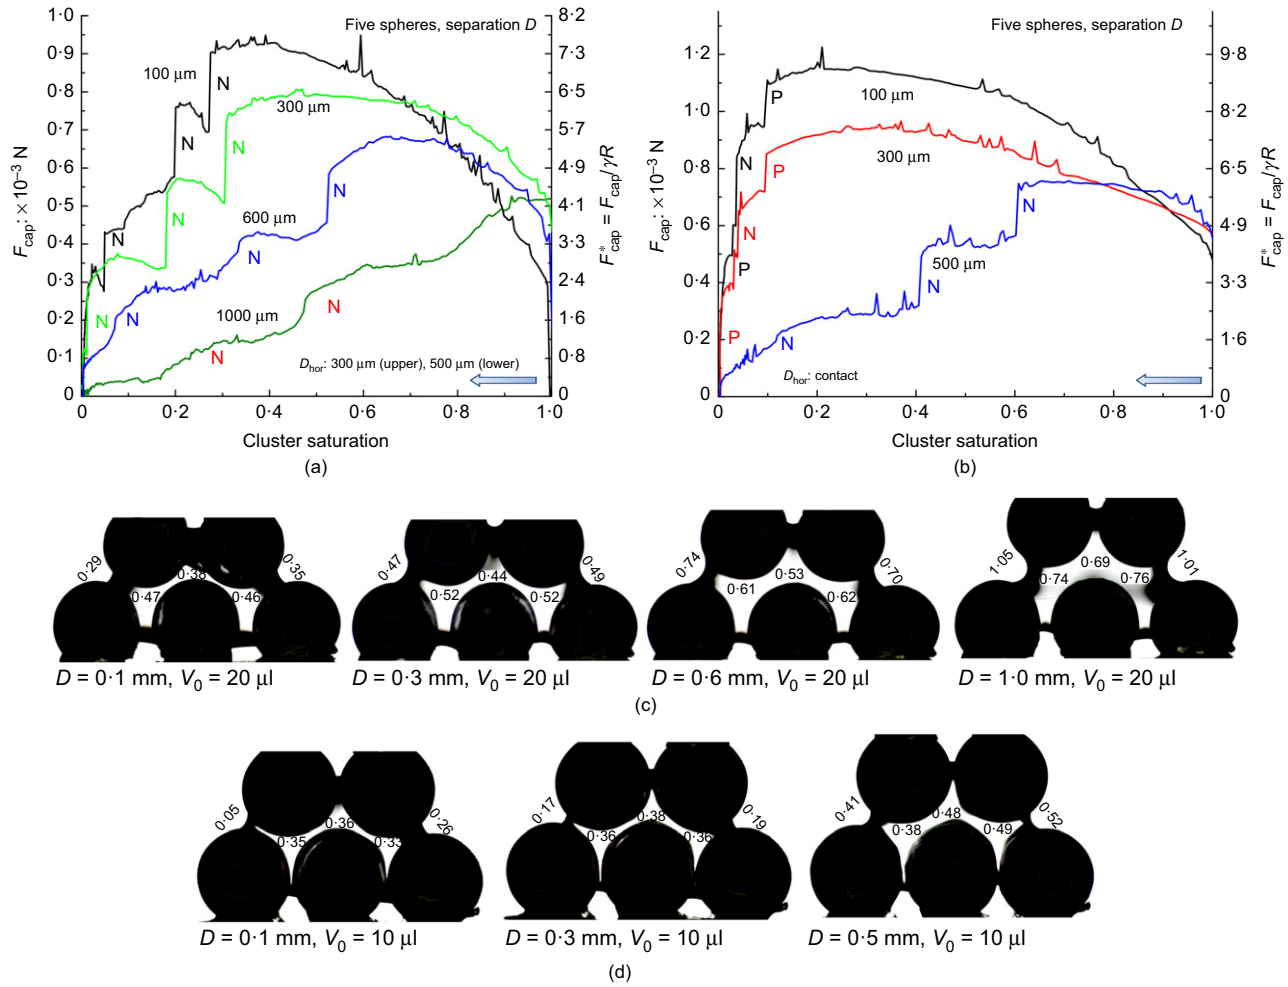 Five spheres, separation D
F_cap: ×10⁻³ N
1·0
0·9
0·8
0·7
0·6
0·5
0·4
0·3
0·2
0·1
0
8·2
7·3
6·5
5·7
4·9
4·1
3·3
2·4
1·6
0·8
0
F*_cap = F_cap/γR
100 μm
N
300 μm
N
N
N
N
600 μm
N
N
N
N
1000 μm
N
N
D_hor: 300 μm (upper), 500 μm (lower)
0 0·2 0·4 0·6 0·8 1·0
Cluster saturation
(a)
Five spheres, separation D
F_cap: ×10⁻³ N
1·2
1·0
0·8
0·6
0·4
0·2
0
9·8
8·2
6·5
4·9
3·3
1·6
0
F*_cap = F_cap/γR
P
100 μm
N
P
300 μm
N
N
P
500 μm
N
P
N
D_hor: contact
0 0·2 0·4 0·6 0·8 1·0
Cluster saturation
(b)
0·29 0·38 0·35
0·47 0·46
0·47 0·44 0·49
0·52 0·52
0·74 0·53 0·70
0·61 0·62
1·05 0·69 1·01
0·74 0·76
D = 0·1 mm, V₀ = 20 μl
D = 0·3 mm, V₀ = 20 μl
D = 0·6 mm, V₀ = 20 μl
D = 1·0 mm, V₀ = 20 μl
(c)
0·05 0·36 0·26
0·35 0·33
0·17 0·38 0·19
0·36 0·36
0·41 0·48 0·52
0·38 0·49
D = 0·1 mm, V₀ = 10 μl
D = 0·3 mm, V₀ = 10 μl
D = 0·5 mm, V₀ = 10 μl
(d)